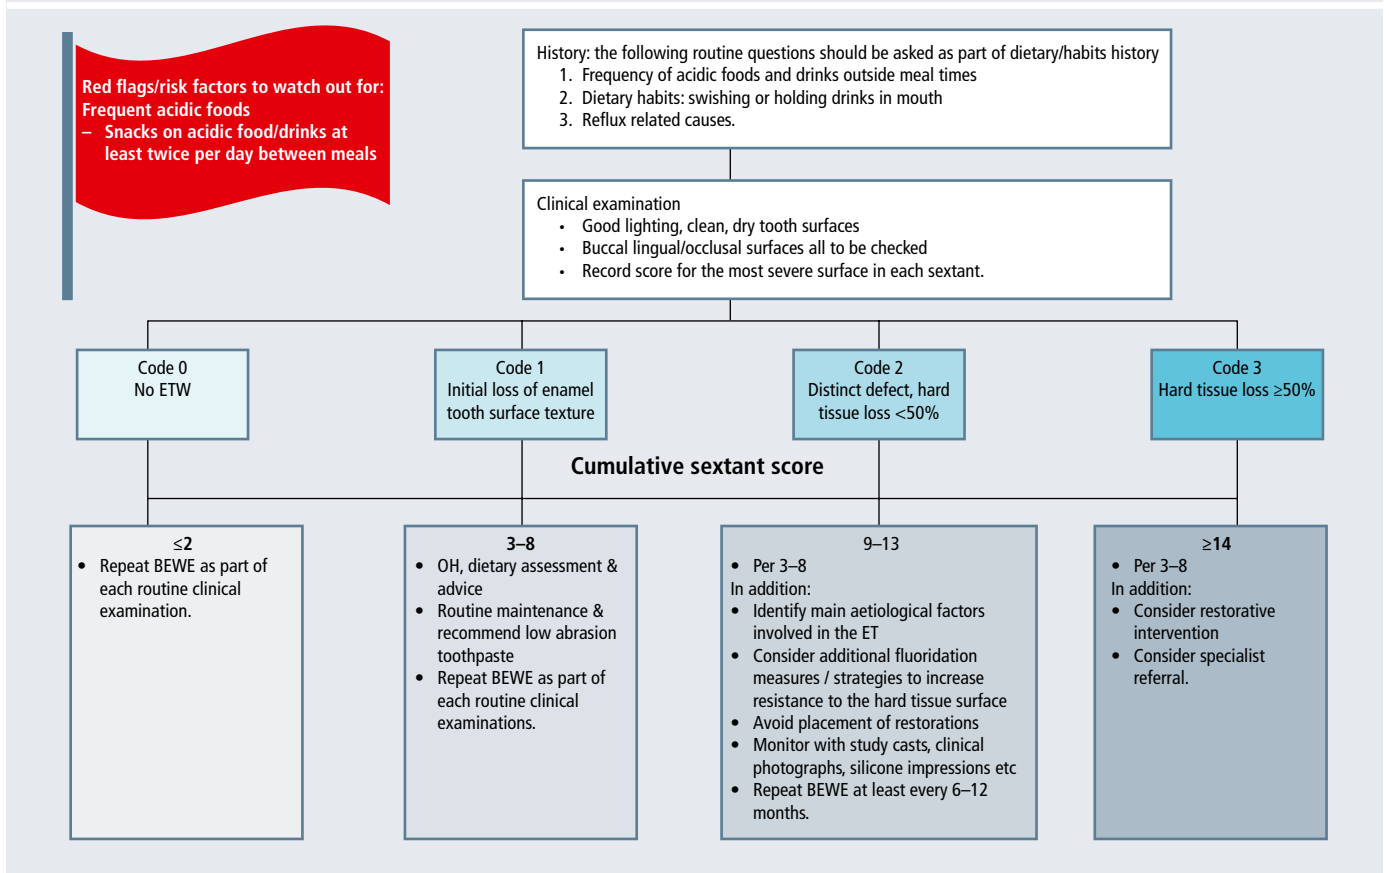 Red flags/risk factors to watch out for:
Frequent acidic foods
– Snacks on acidic food/drinks at
least twice per day between meals
History: the following routine questions should be asked as part of dietary/habits history
1. Frequency of acidic foods and drinks outside meal times
2. Dietary habits: swishing or holding drinks in mouth
3. Reflux related causes.
Clinical examination
• Good lighting, clean, dry tooth surfaces
• Buccal lingual/occlusal surfaces all to be checked
• Record score for the most severe surface in each sextant.
Code 0
No ETW
Code 1
Initial loss of enamel
tooth surface texture
Code 2
Distinct defect, hard
tissue loss <50%
Code 3
Hard tissue loss ≥50%
Cumulative sextant score
≤2
• Repeat BEWE as part of
each routine clinical
examination.
3–8
• OH, dietary assessment &
advice
• Routine maintenance &
recommend low abrasion
toothpaste
• Repeat BEWE as part of
each routine clinical
examinations.
9–13
• Per 3–8
In addition:
• Identify main aetiological factors
involved in the ET
• Consider additional fluoridation
measures / strategies to increase
resistance to the hard tissue surface
• Avoid placement of restorations
• Monitor with study casts, clinical
photographs, silicone impressions etc
• Repeat BEWE at least every 6–12
months.
≥14
• Per 3–8
In addition:
• Consider restorative
intervention
• Consider specialist
referral.